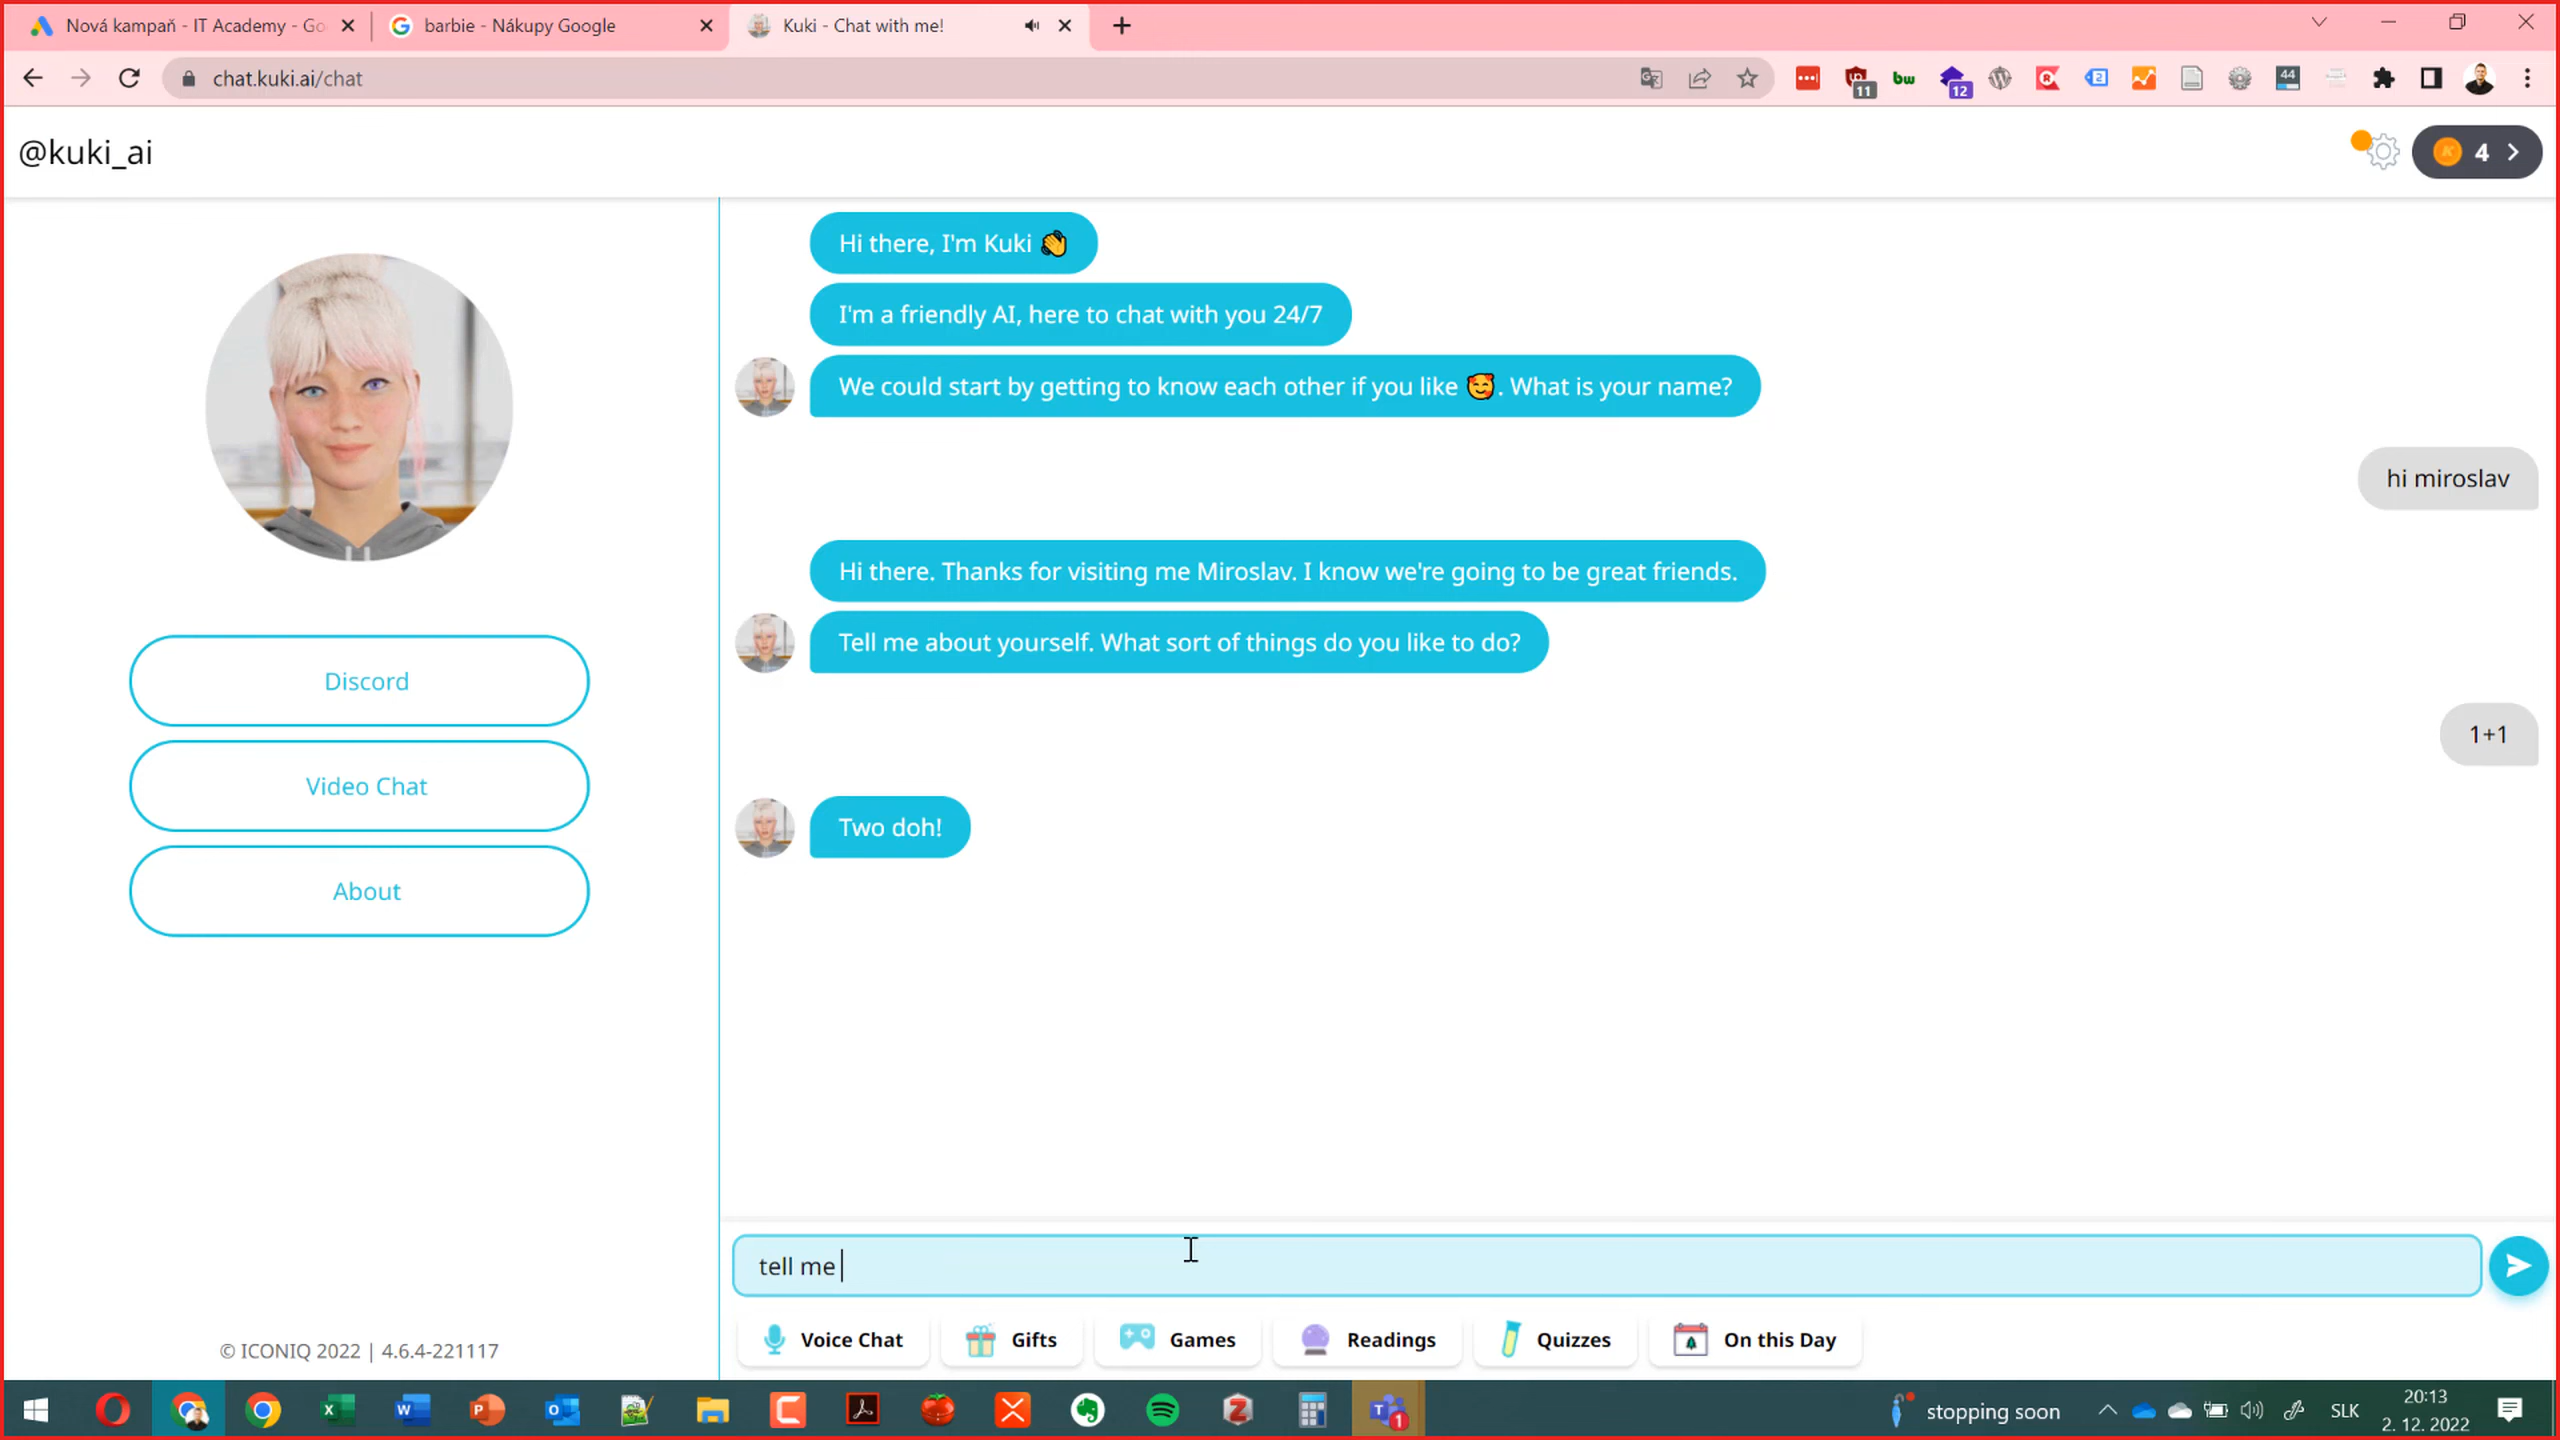 Nová kampaň - IT Academy - Go
barbie - Nákupy Google
Kuki - Chat with me!
chat.kuki.ai/chat
11
bw
12
2
44
@kuki_ai
4
Hi there, I'm Kuki 👋
I'm a friendly AI, here to chat with you 24/7
We could start by getting to know each other if you like 🥰. What is your name?
hi miroslav
Hi there. Thanks for visiting me Miroslav. I know we're going to be great friends.
Tell me about yourself. What sort of things do you like to do?
1+1
Two doh!
Discord
Video Chat
About
© ICONIQ 2022 | 4.6.4-221117
tell me
Voice Chat
Gifts
Games
Readings
Quizzes
On this Day
stopping soon
SLK
20:13
2. 12. 2022